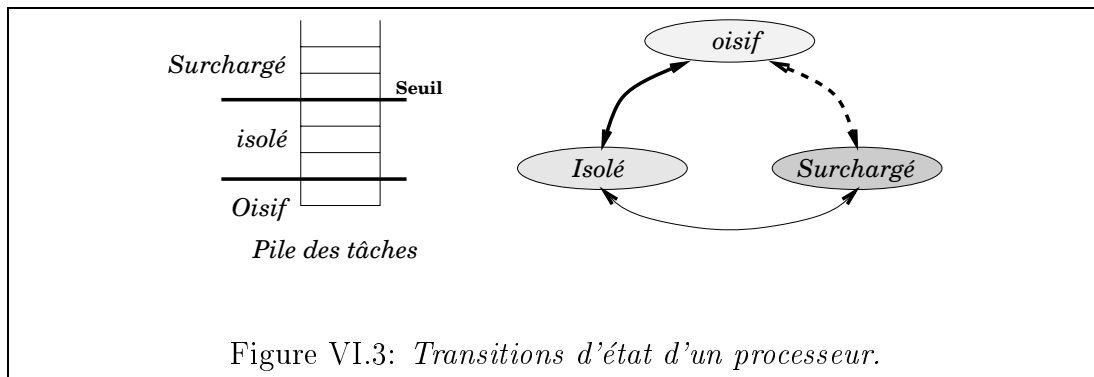 Surchargé
Seuil
isolé
Oisif
Pile des tâches
oisif
Isolé
Surchargé
Figure VI.3: Transitions d'état d'un processeur.